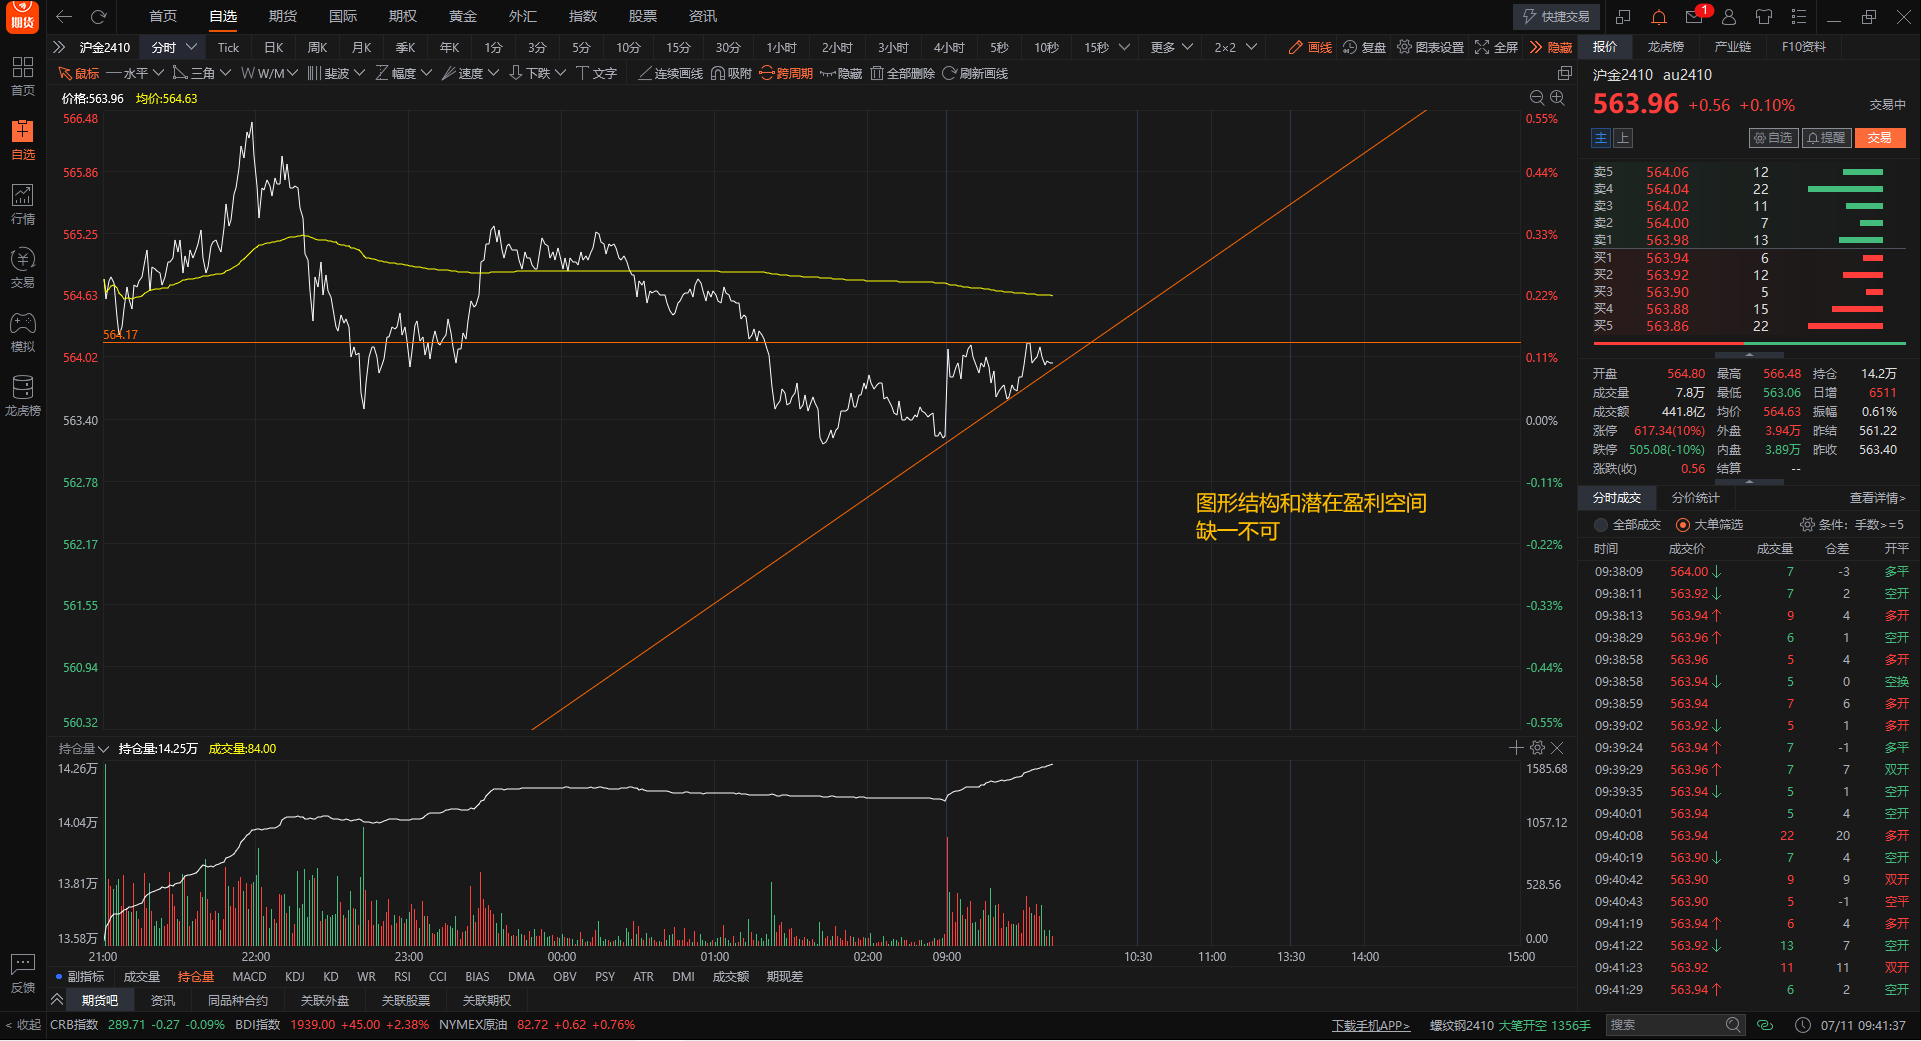 期货 首页 自选 期货 国际 期权 黄金 外汇 指数 股票 资讯 快捷交易 1
沪金2410 分时 Tick 日K 周K 月K 季K 年K 1分 3分 5分 10分 15分 30分 1小时 2小时 3小时 4小时 5秒 10秒 15秒 更多 2×2 画线 复盘 图表设置 全屏 隐藏
鼠标 水平 三角 W/M 斐波 幅度 速度 下跌 文字 连续画线 吸附 跨周期 隐藏 全部删除 刷新画线
首页
自选
行情
交易
模拟
龙虎榜
反馈
< 收起
价格:563.96 均价:564.63
566.48 0.55%
565.86 0.44%
565.25 0.33%
564.63 0.22%
564.17
564.02 0.11%
563.40 0.00%
562.78 -0.11%
562.17 -0.22%
561.55 -0.33%
560.94 -0.44%
560.32 -0.55%
图形结构和潜在盈利空间
缺一不可
持仓量 持仓量:14.25万 成交量:84.00
14.26万 1585.68
14.04万 1057.12
13.81万 528.56
13.58万 0.00
21:00 22:00 23:00 00:00 01:00 02:00 09:00 10:30 11:00 13:30 14:00 15:00
副指标 成交量 持仓量 MACD KDJ KD WR RSI CCI BIAS DMA OBV PSY ATR DMI 成交额 期现差
期货吧 资讯 同品种合约 关联外盘 关联股票 关联期权
报价 龙虎榜 产业链 F10资料
沪金2410 au2410
563.96 +0.56 +0.10% 交易中
主 上 自选 提醒 交易
卖5 564.06 12
卖4 564.04 22
卖3 564.02 11
卖2 564.00 7
卖1 563.98 13
买1 563.94 6
买2 563.92 12
买3 563.90 5
买4 563.88 15
买5 563.86 22
开盘 564.80 最高 566.48 持仓 14.2万
成交量 7.8万 最低 563.06 日增 6511
成交额 441.8亿 均价 564.63 振幅 0.61%
涨停 617.34(10%) 外盘 3.94万 昨结 561.22
跌停 505.08(-10%) 内盘 3.89万 昨收 563.40
涨跌(收) 0.56 结算 --
分时成交 分价统计 查看详情>
全部成交 大单筛选 条件: 手数>=5
时间 成交价 成交量 仓差 开平
09:38:09 564.00↓ 7 -3 多平
09:38:11 563.92↓ 7 2 空开
09:38:13 563.94↑ 9 4 多开
09:38:29 563.96↑ 6 1 空开
09:38:58 563.96 5 4 多开
09:38:58 563.94↓ 5 0 空换
09:38:59 563.94 7 6 多开
09:39:02 563.92↓ 5 1 多开
09:39:24 563.94↑ 7 -1 多平
09:39:29 563.96↑ 7 7 双开
09:39:35 563.94↓ 5 1 空开
09:40:01 563.94 5 4 空开
09:40:08 563.94 22 20 多开
09:40:19 563.90↓ 7 4 空开
09:40:42 563.90 9 9 双开
09:40:43 563.90 5 -1 空平
09:41:19 563.94↑ 6 4 多开
09:41:22 563.92↓ 13 7 空开
09:41:23 563.92 11 11 双开
09:41:29 563.94↑ 6 2 空开
CRB指数 289.71 -0.27 -0.09% BDI指数 1939.00 +45.00 +2.38% NYMEX原油 82.72 +0.62 +0.76% 下载手机APP> 螺纹钢2410 大笔开空 1356手 搜索 07/11 09:41:37